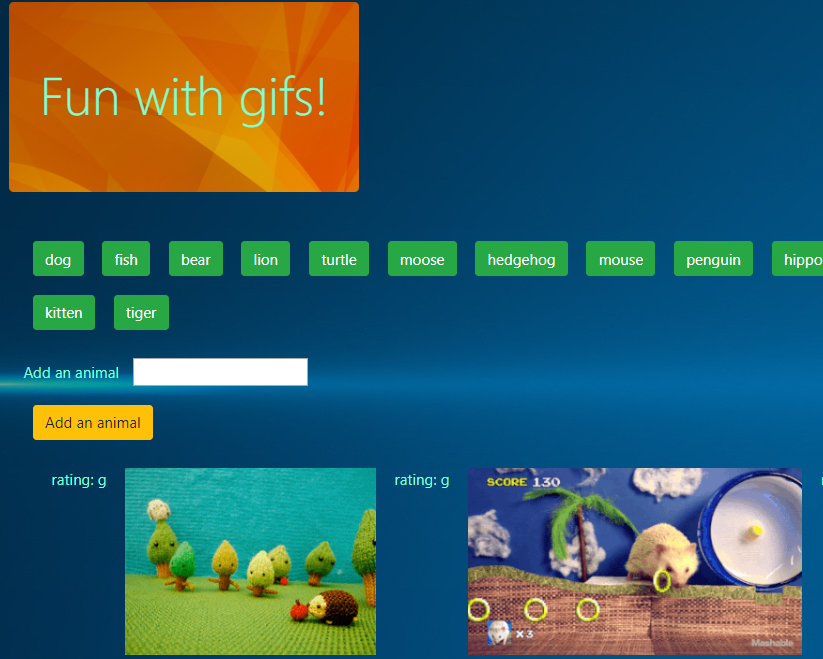 Fun with gifs!
dog fish bear lion turtle moose hedgehog mouse penguin hippo
kitten tiger
Add an animal
Add an animal
rating: g rating: g
SCORE 130
x3
Mashable